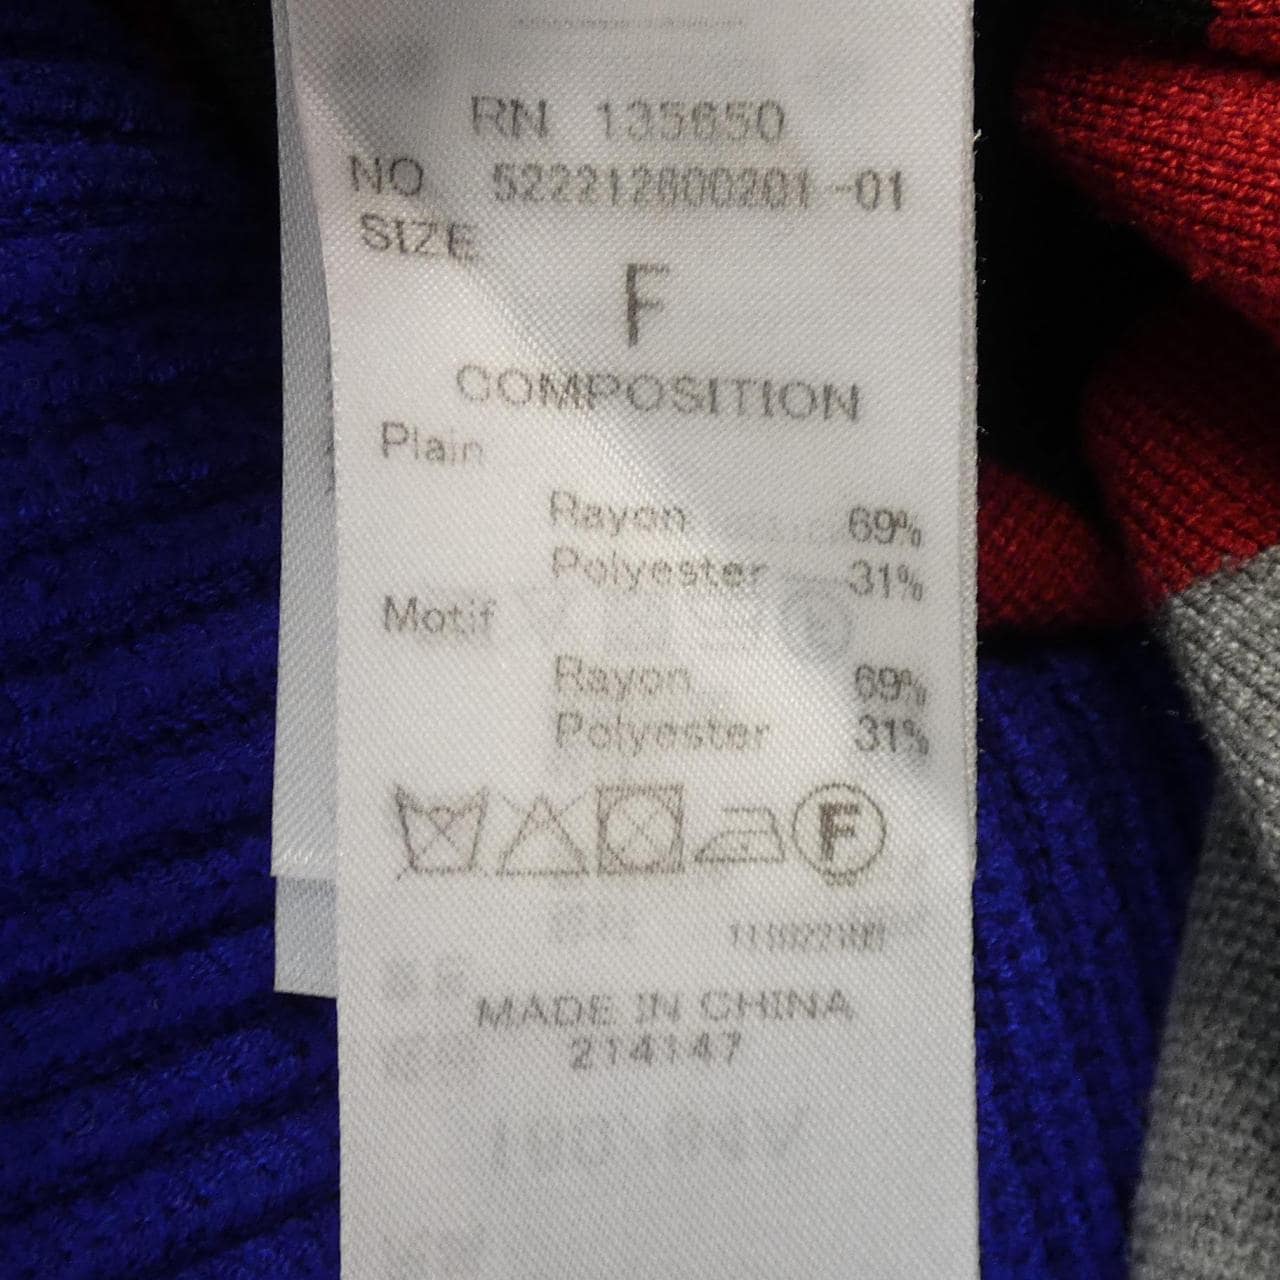 RN 135650
NO 522212600201-01
SIZE
F
COMPOSITION
Plain
Rayon 69%
Polyester 31%
Motif
Rayon 69%
Polyester 31%
F
MADE IN CHINA
214147